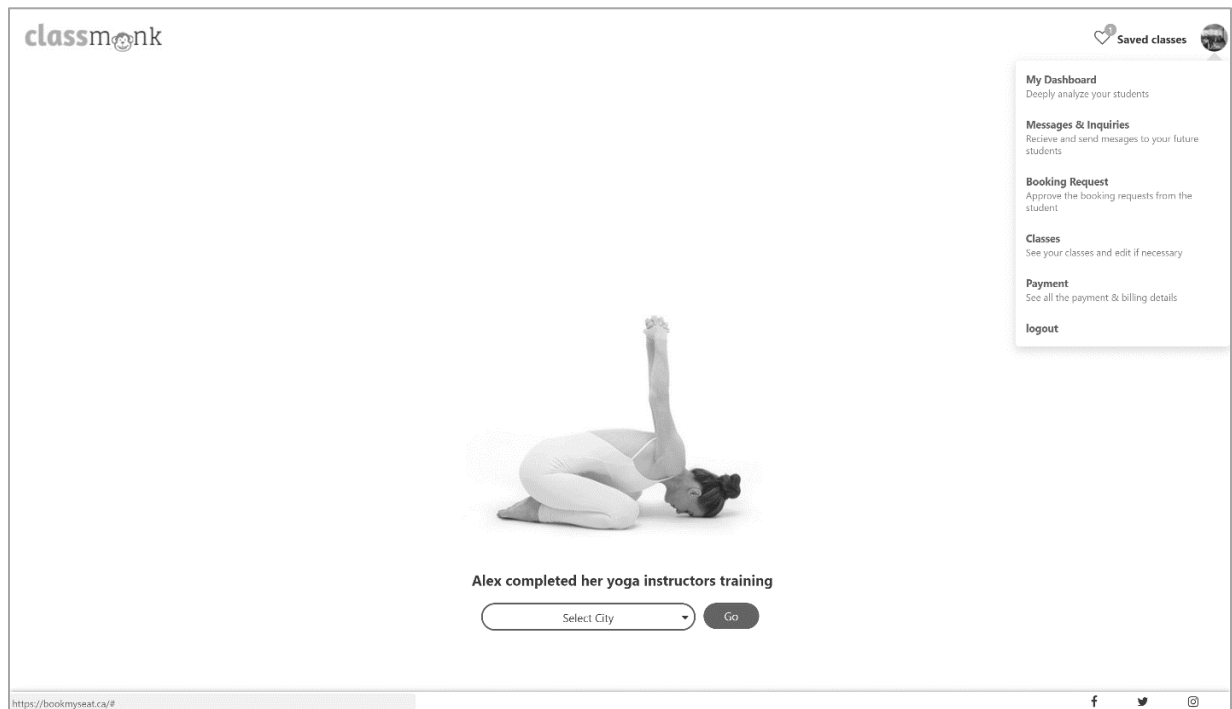 classmonk
1
Saved classes
My Dashboard
Deeply analyze your students
Messages & Inquiries
Recieve and send mesages to your future
students
Booking Request
Approve the booking requests from the
student
Classes
See your classes and edit if necessary
Payment
See all the payment & billing details
logout
Alex completed her yoga instructors training
Select City
Go
https://bookmyseat.ca/#